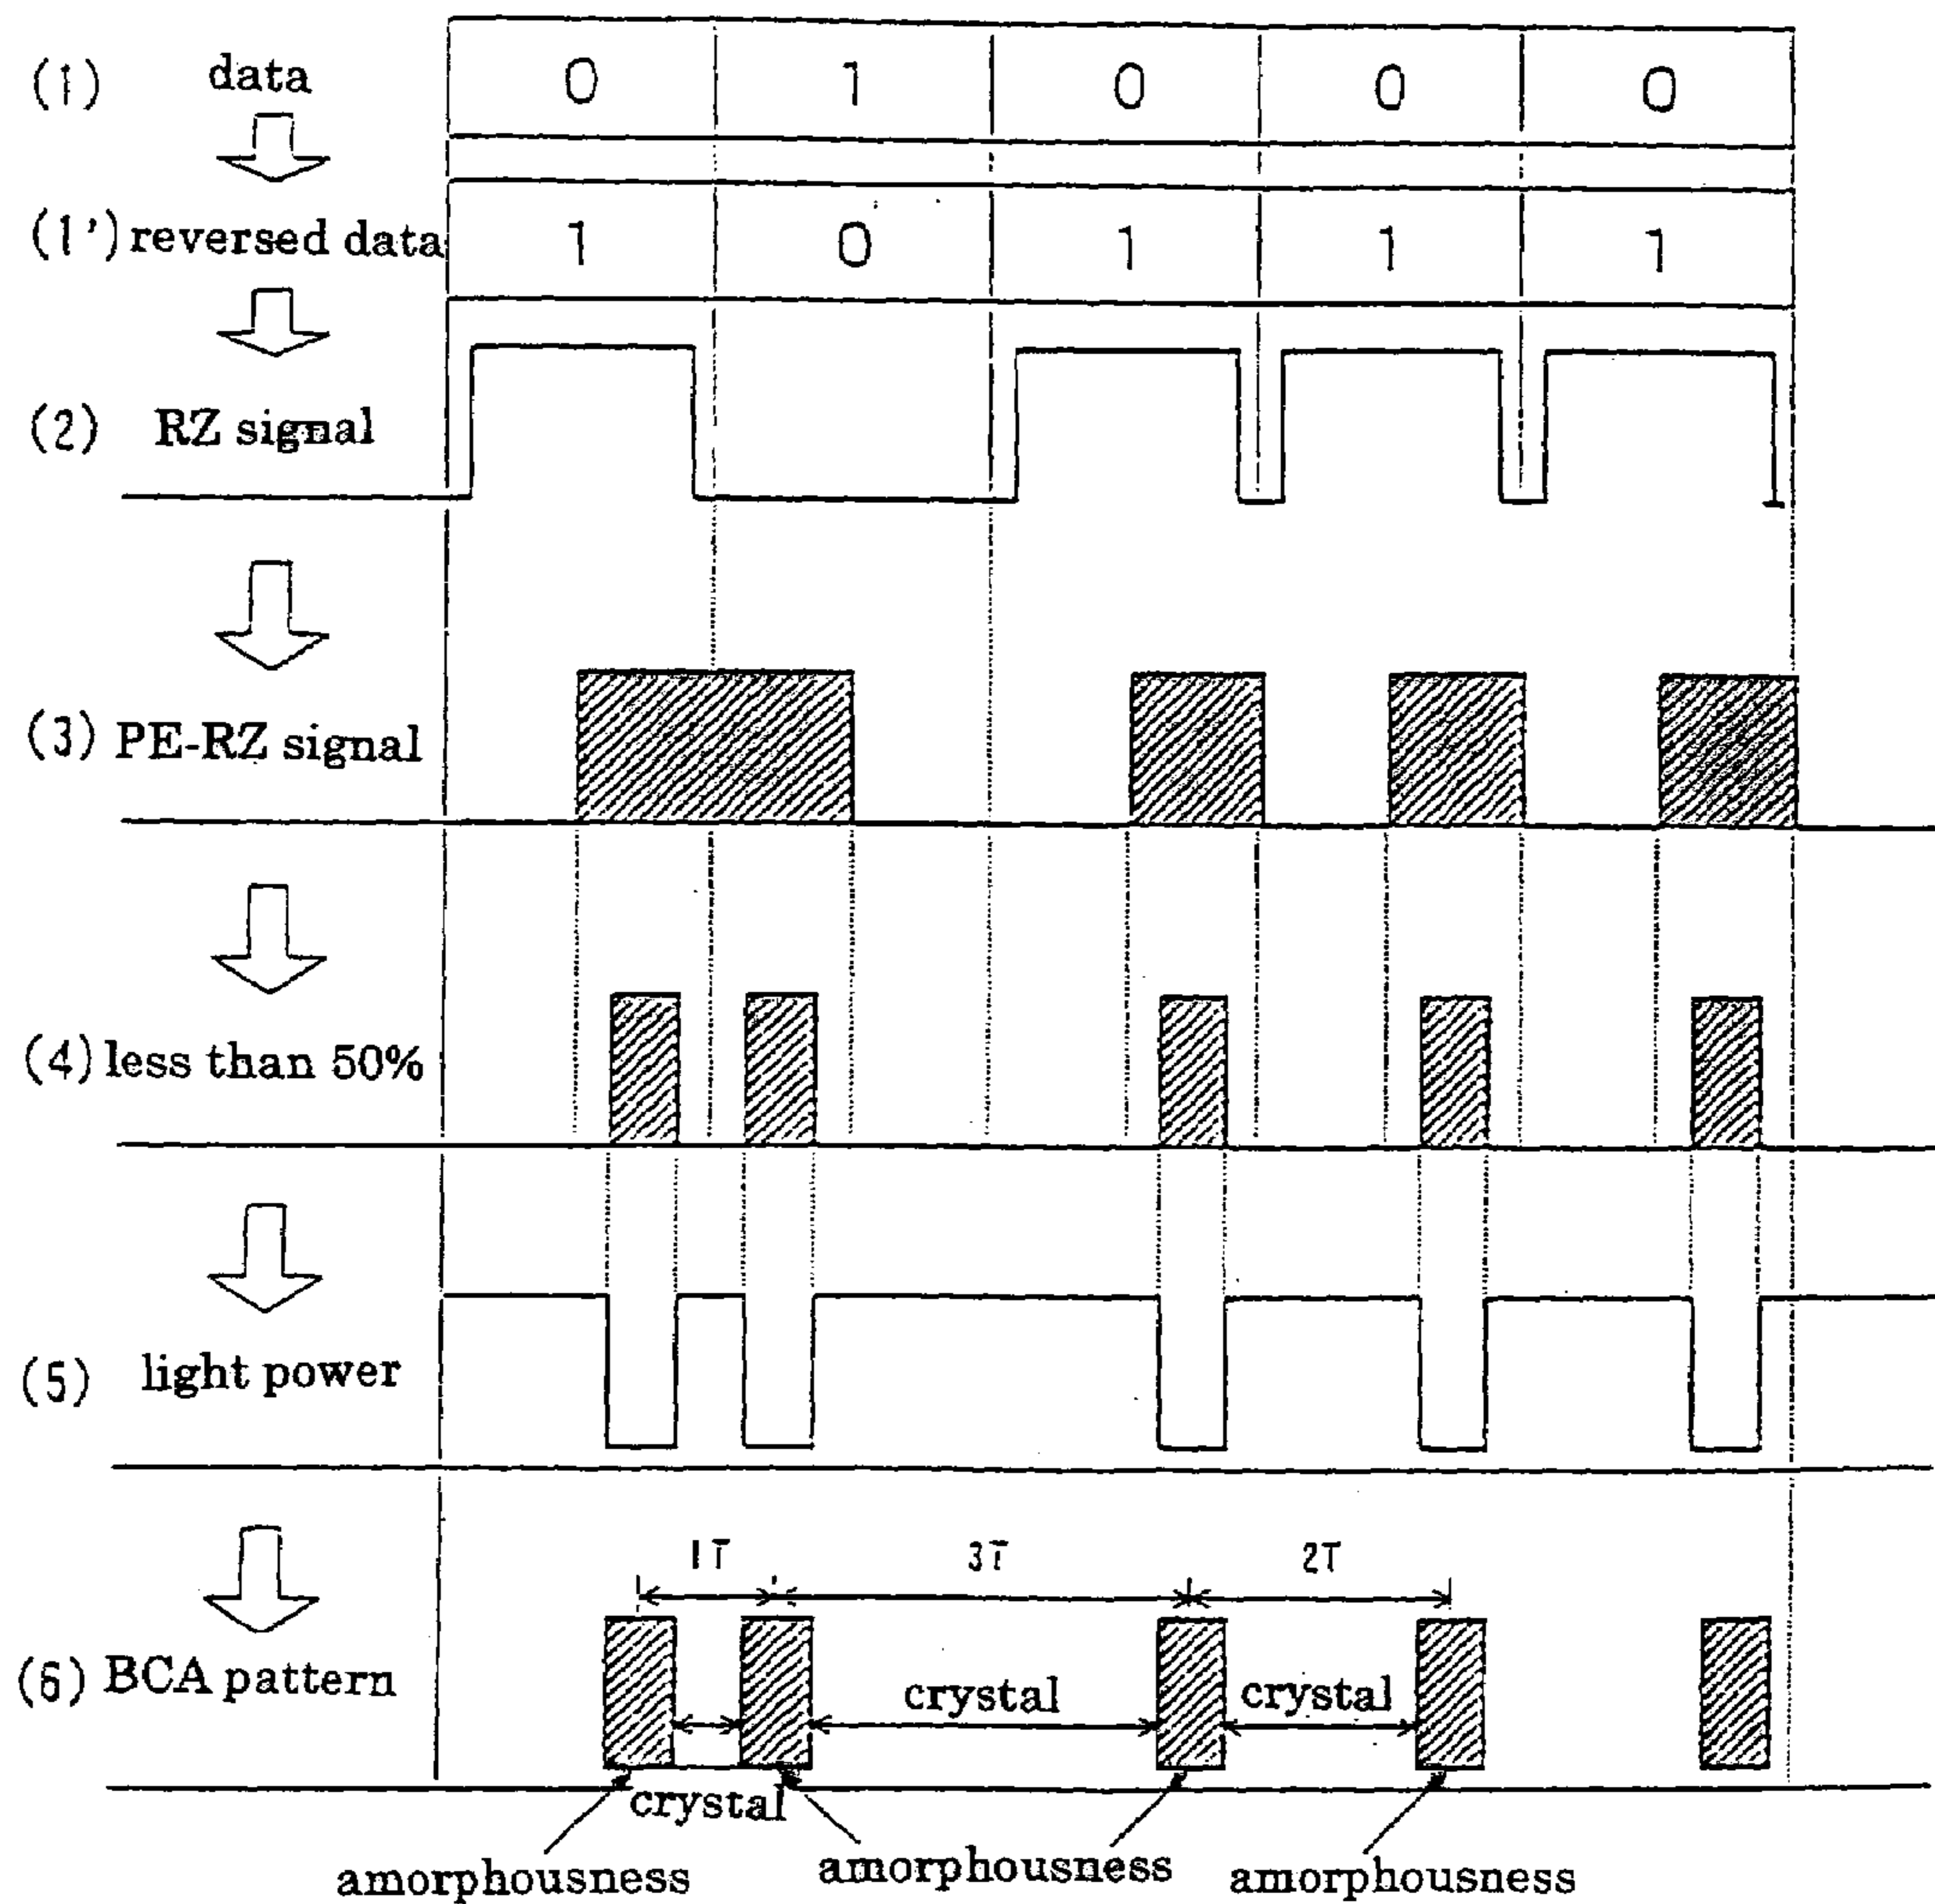 (1) data 0 1 0 0 0
(1') reversed data 1 0 1 1 1
(2) RZ signal
(3) PE-RZ signal
(4) less than 50%
(5) light power
1T 3T 2T
(6) BCA pattern
crystal crystal
crystal
amorphousness amorphousness amorphousness